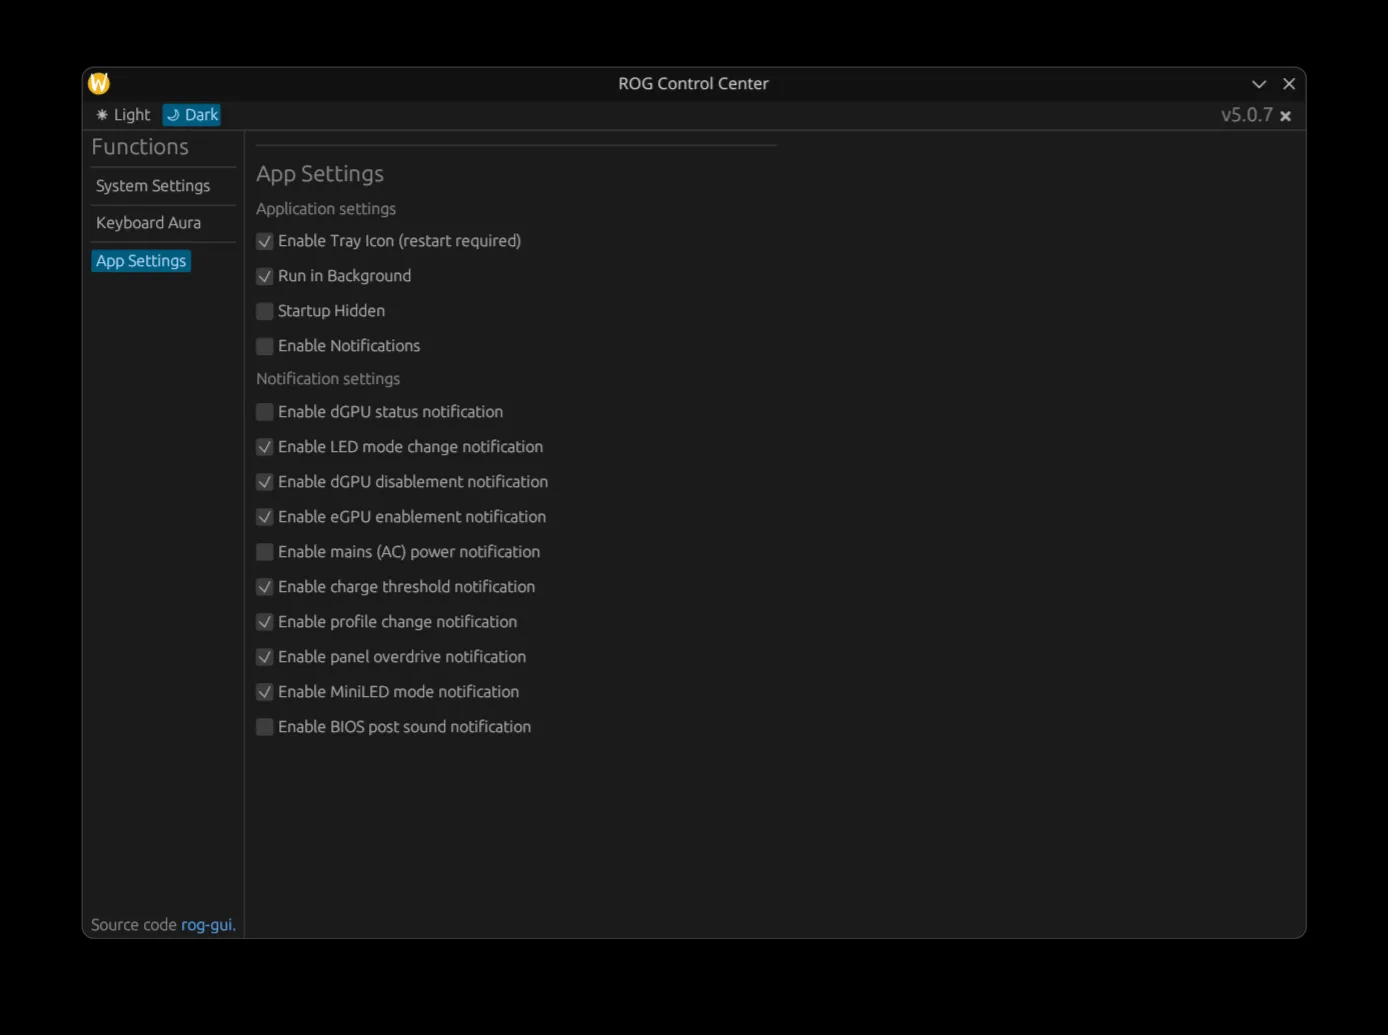 ROG Control Center
Light Dark v5.0.7
Functions
System Settings
Keyboard Aura
App Settings
Source code rog-gui.
App Settings
Application settings
Enable Tray Icon (restart required)
Run in Background
Startup Hidden
Enable Notifications
Notification settings
Enable dGPU status notification
Enable LED mode change notification
Enable dGPU disablement notification
Enable eGPU enablement notification
Enable mains (AC) power notification
Enable charge threshold notification
Enable profile change notification
Enable panel overdrive notification
Enable MiniLED mode notification
Enable BIOS post sound notification